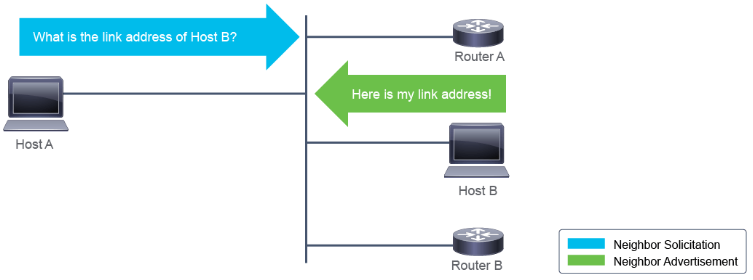 What is the link address of Host B?
Router A
Here is my link address!
Host A
Host B
Router B
Neighbor Solicitation
Neighbor Advertisement